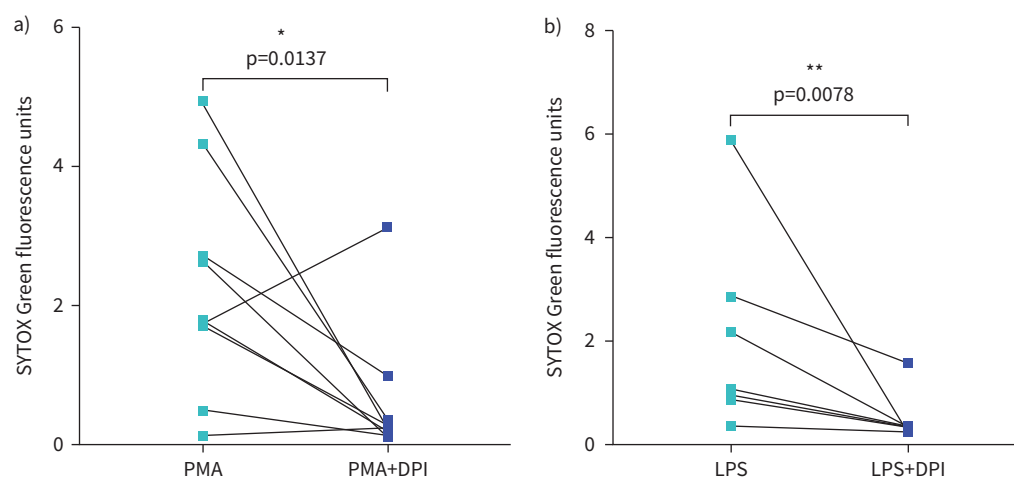 a)
*
p=0.0137
SYTOX Green fluorescence units
6
4
2
0
PMA
PMA+DPI
b)
**
p=0.0078
SYTOX Green fluorescence units
8
6
4
2
0
LPS
LPS+DPI